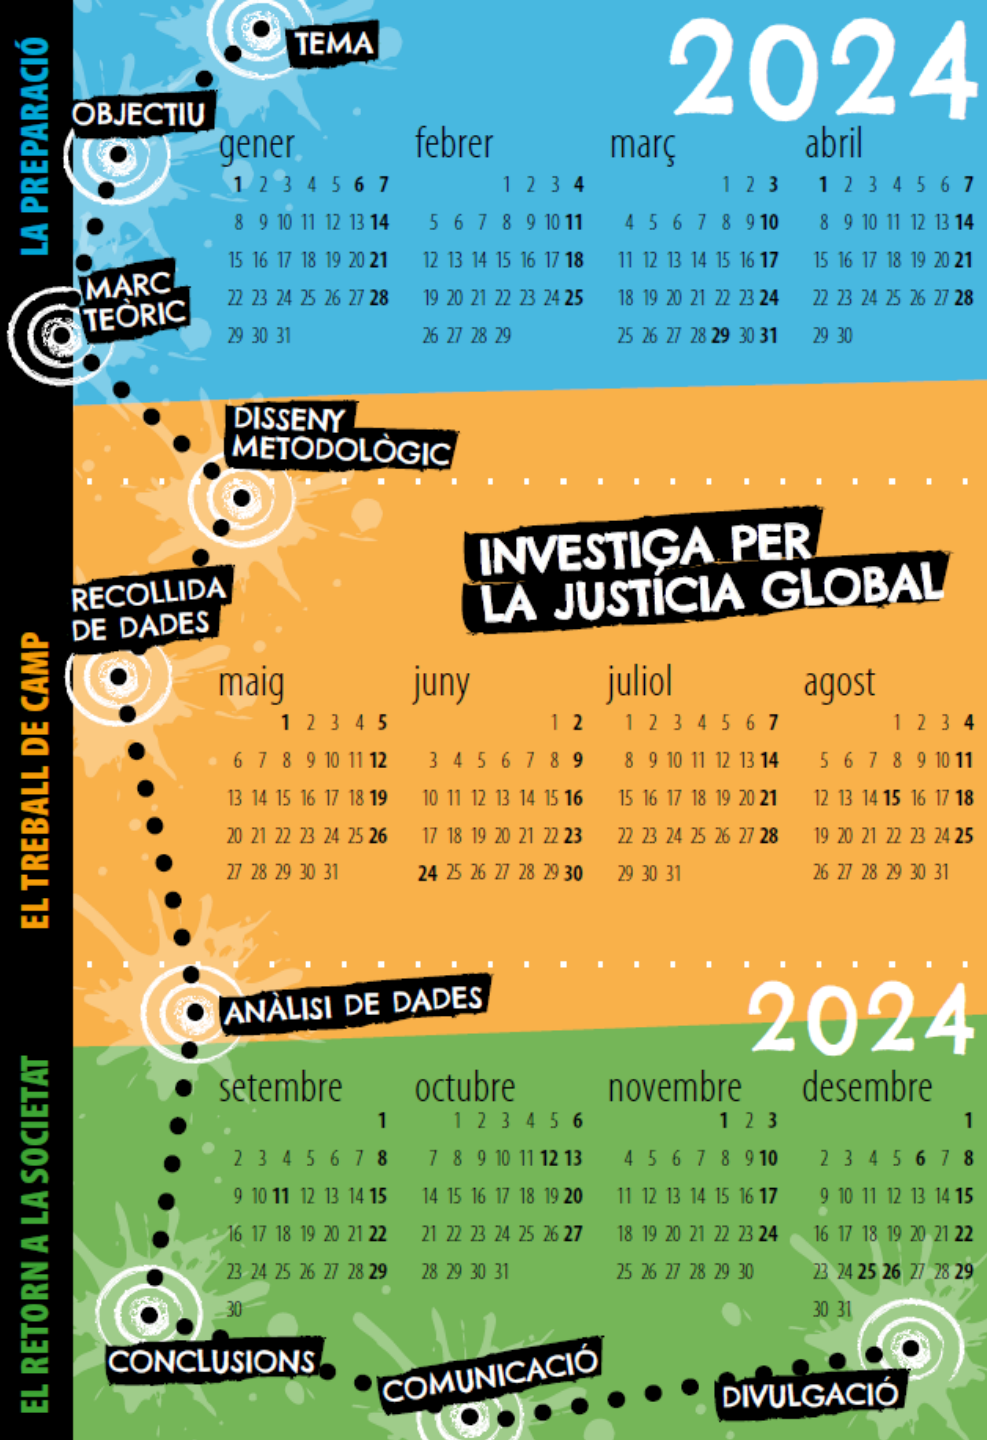 LA PREPARACIÓ
TEMA
2024
OBJECTIU
gener
1 2 3 4 5 6 7
8 9 10 11 12 13 14
15 16 17 18 19 20 21
22 23 24 25 26 27 28
29 30 31
febrer
1 2 3 4
5 6 7 8 9 10 11
12 13 14 15 16 17 18
19 20 21 22 23 24 25
26 27 28 29
març
1 2 3
4 5 6 7 8 9 10
11 12 13 14 15 16 17
18 19 20 21 22 23 24
25 26 27 28 29 30 31
abril
1 2 3 4 5 6 7
8 9 10 11 12 13 14
15 16 17 18 19 20 21
22 23 24 25 26 27 28
29 30
MARC
TEÒRIC
DISSENY
METODOLÒGIC
INVESTIGA PER
LA JUSTÍCIA GLOBAL
RECOLLIDA
DE DADES
EL TREBALL DE CAMP
maig
1 2 3 4 5
6 7 8 9 10 11 12
13 14 15 16 17 18 19
20 21 22 23 24 25 26
27 28 29 30 31
juny
1 2
3 4 5 6 7 8 9
10 11 12 13 14 15 16
17 18 19 20 21 22 23
24 25 26 27 28 29 30
juliol
1 2 3 4 5 6 7
8 9 10 11 12 13 14
15 16 17 18 19 20 21
22 23 24 25 26 27 28
29 30 31
agost
1 2 3 4
5 6 7 8 9 10 11
12 13 14 15 16 17 18
19 20 21 22 23 24 25
26 27 28 29 30 31
ANÀLISI DE DADES
2024
EL RETORN A LA SOCIETAT
setembre
1
2 3 4 5 6 7 8
9 10 11 12 13 14 15
16 17 18 19 20 21 22
23 24 25 26 27 28 29
30
octubre
1 2 3 4 5 6
7 8 9 10 11 12 13
14 15 16 17 18 19 20
21 22 23 24 25 26 27
28 29 30 31
novembre
1 2 3
4 5 6 7 8 9 10
11 12 13 14 15 16 17
18 19 20 21 22 23 24
25 26 27 28 29 30
desembre
1
2 3 4 5 6 7 8
9 10 11 12 13 14 15
16 17 18 19 20 21 22
23 24 25 26 27 28 29
30 31
CONCLUSIONS
COMUNICACIÓ
DIVULGACIÓ